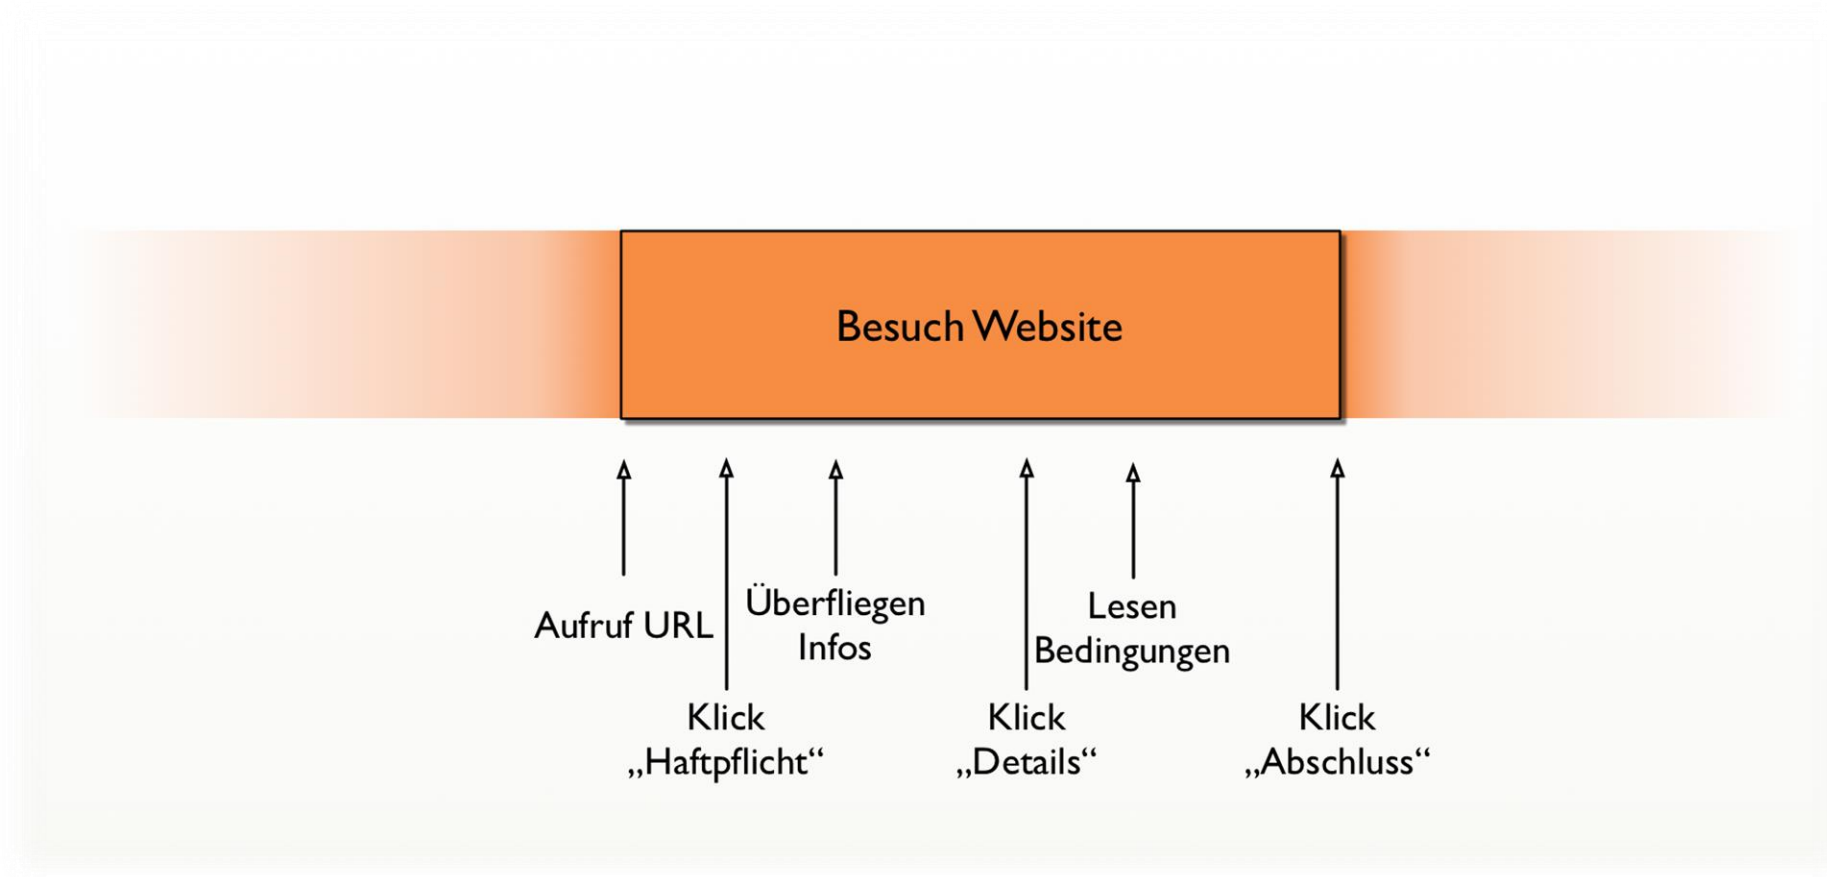 Besuch Website
Aufruf URL
Klick
„Haftpflicht“
Überfliegen
Infos
Klick
„Details“
Lesen
Bedingungen
Klick
„Abschluss“